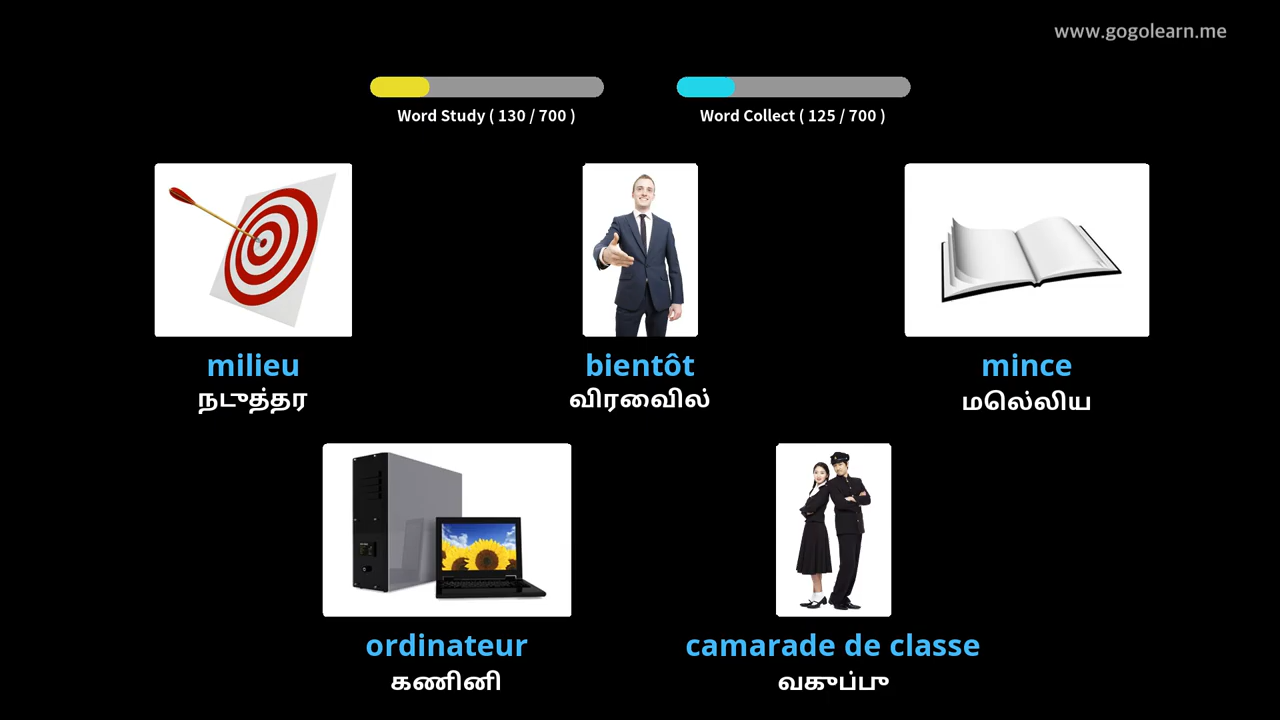 www.gogolearn.me
Word Study ( 130 / 700 )
Word Collect ( 125 / 700 )
milieu
நடுத்தர
bientôt
விரைவில்
mince
மெல்லிய
ordinateur
கணினி
camarade de classe
வகுப்பு